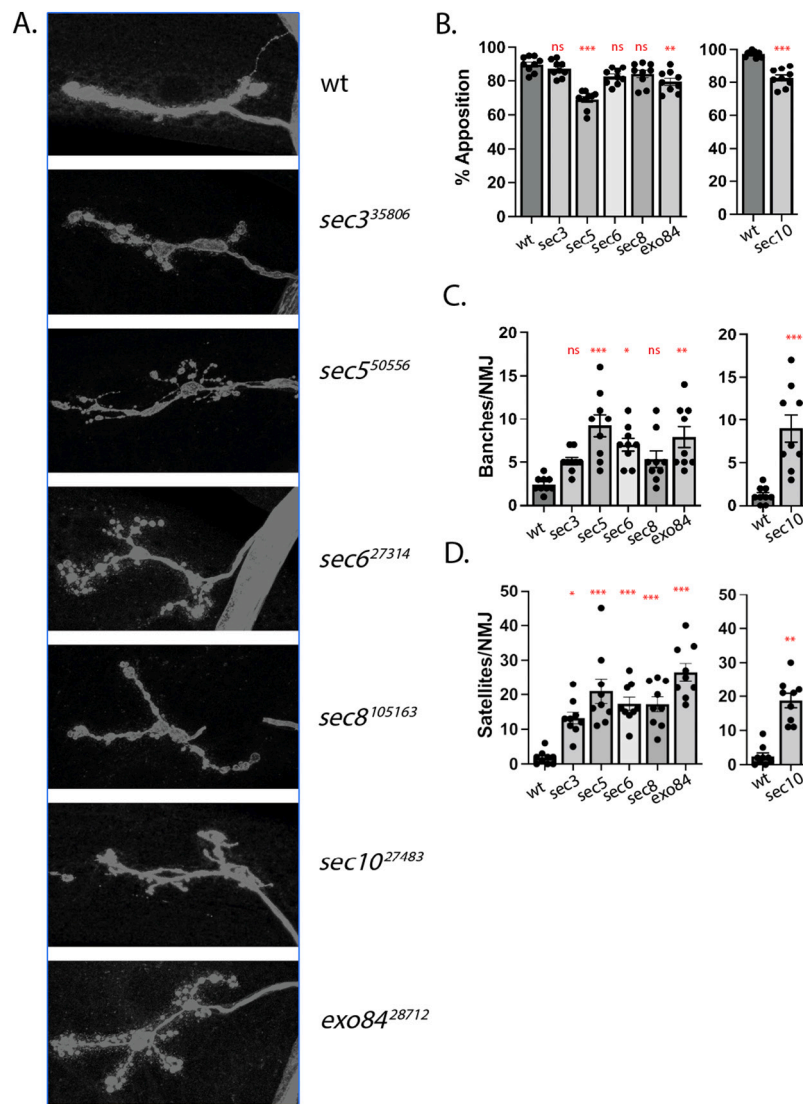 A.
wt
sec3³⁵⁸⁰⁶
sec5⁵⁰⁵⁵⁶
sec6²⁷³¹⁴
sec8¹⁰⁵¹⁶³
sec10²⁷⁴⁸³
exo84²⁸⁷¹²
B.
% Apposition
100
80
60
40
20
0
ns *** ns ns **
wt sec3 sec5 sec6 sec8 exo84
100
80
60
40
20
0
***
wt sec10
C.
Banches/NMJ
20
15
10
5
0
ns *** * ns **
wt sec3 sec5 sec6 sec8 exo84
20
15
10
5
0
***
wt sec10
D.
Satellites/NMJ
50
40
30
20
10
0
* *** *** *** ***
wt sec3 sec5 sec6 sec8 exo84
50
40
30
20
10
0
**
wt sec10